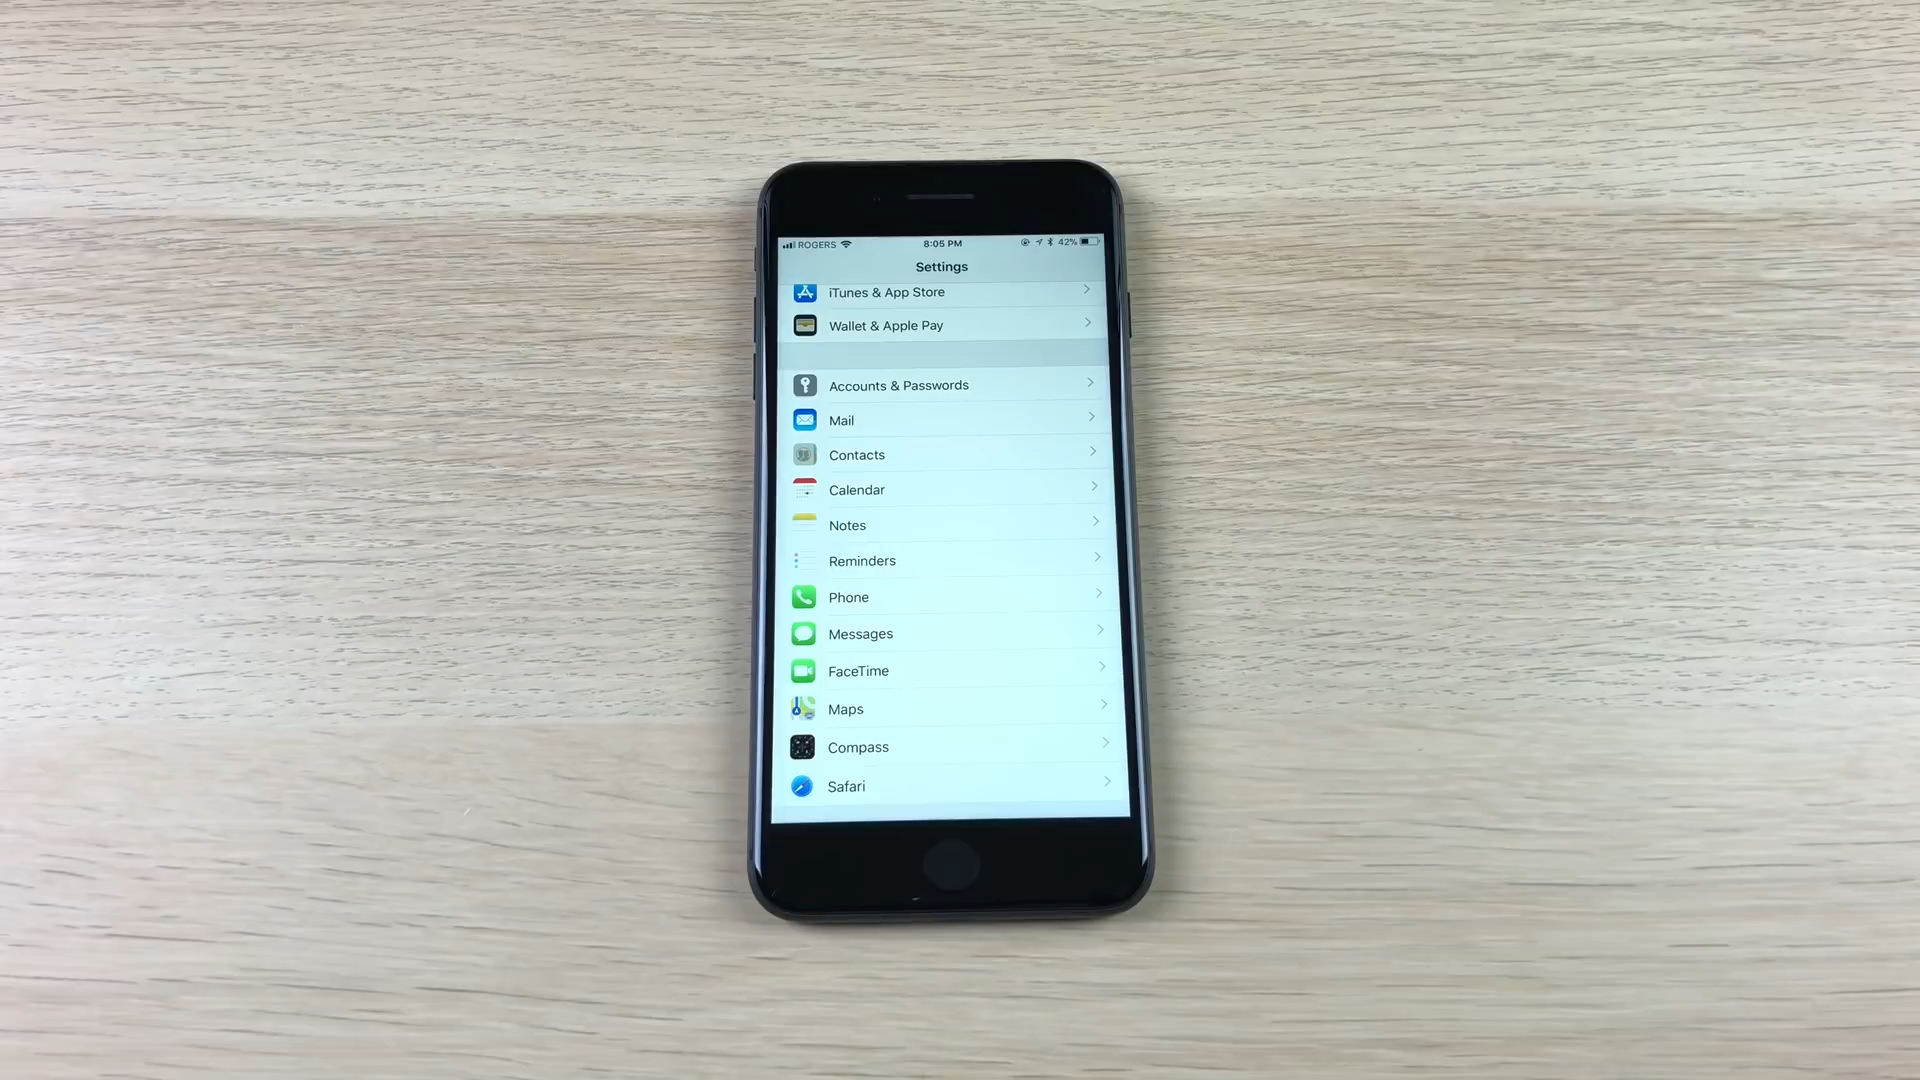 ROGERS 8:05 PM 42%
Settings
iTunes & App Store
Wallet & Apple Pay
Accounts & Passwords
Mail
Contacts
Calendar
Notes
Reminders
Phone
Messages
FaceTime
Maps
Compass
Safari